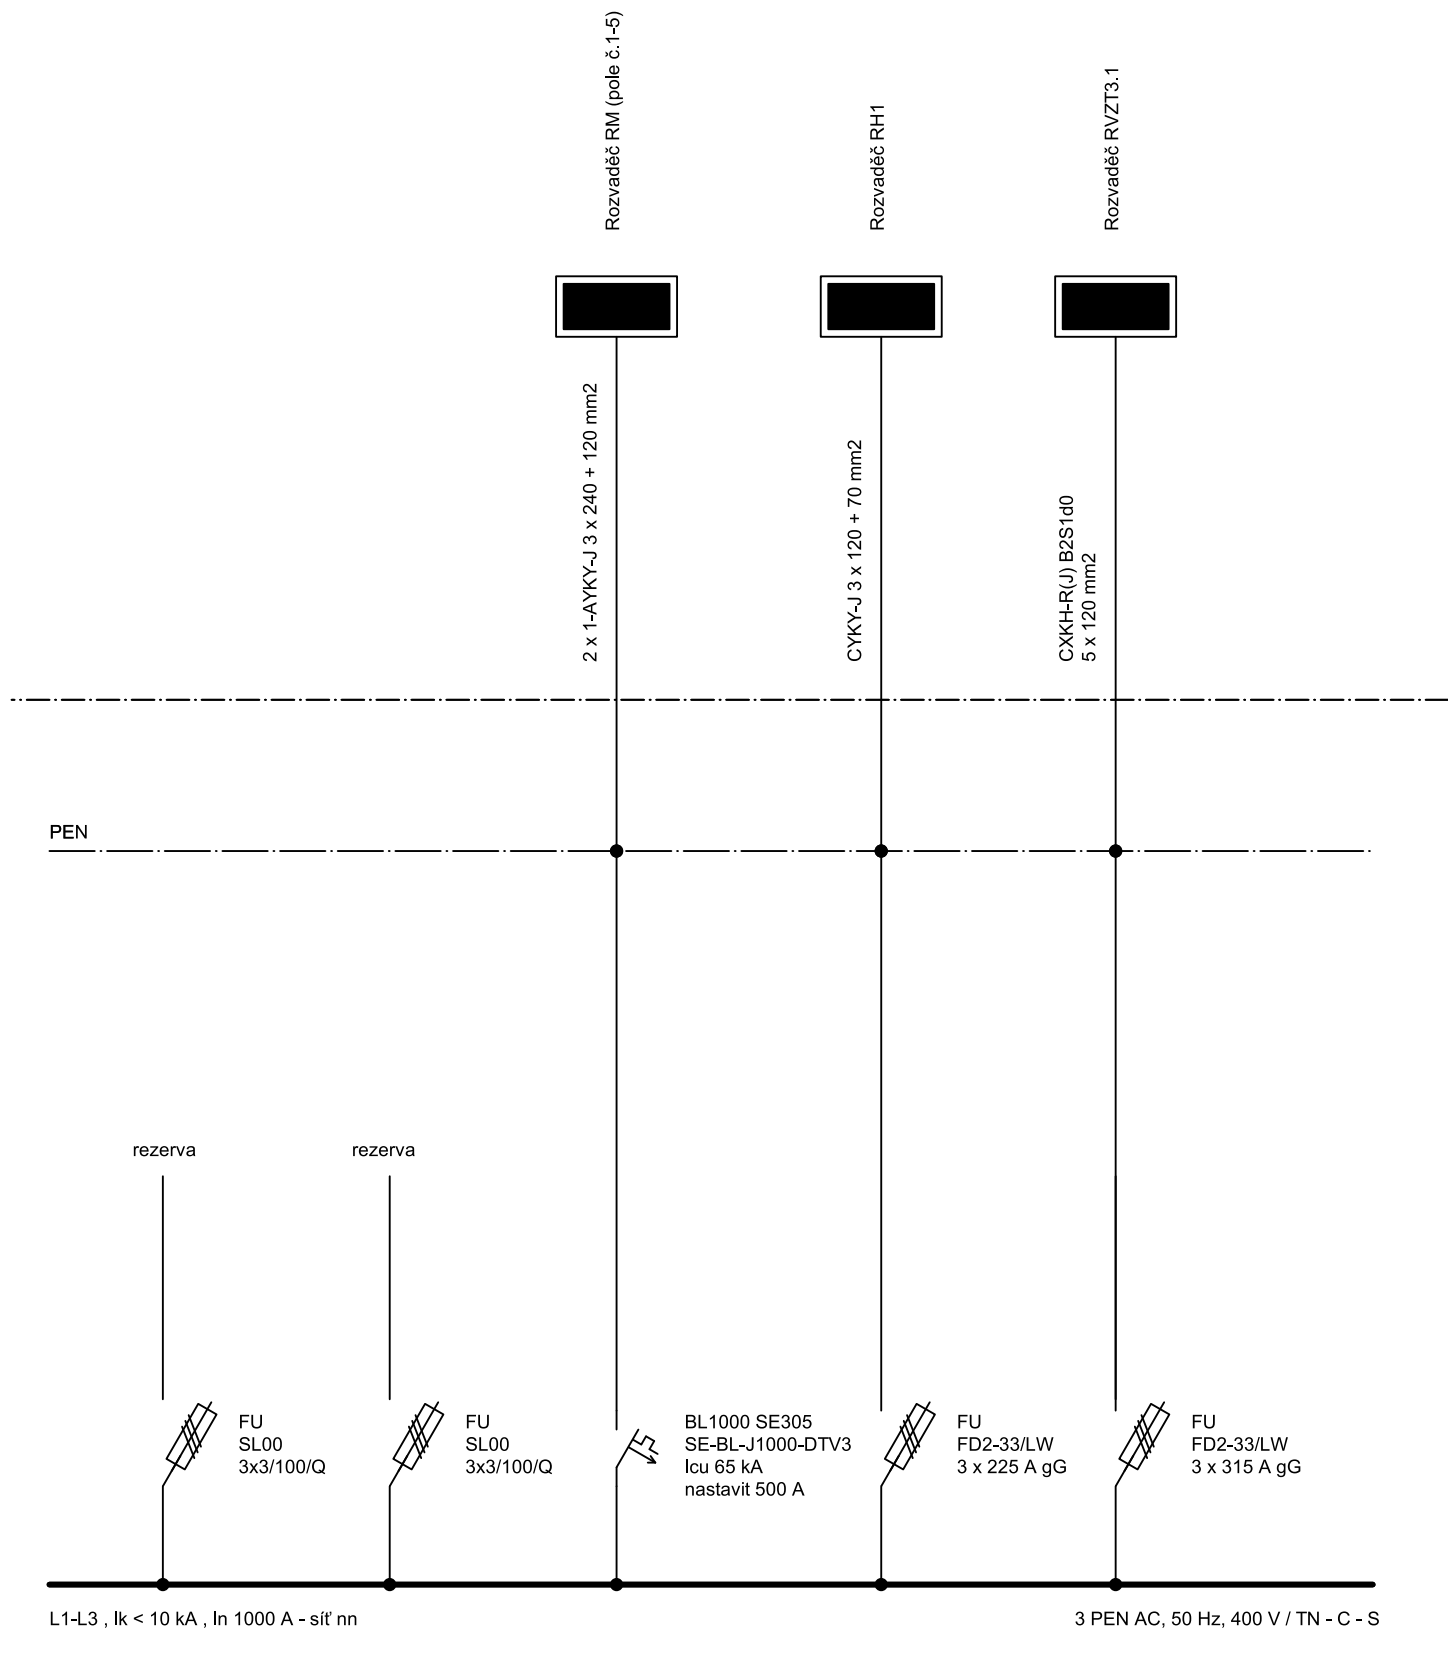 Rozvaděč RM (pole č.1-5)
Rozvaděč RH1
Rozvaděč RVZT3.1
2 x 1-AYKY-J 3 x 240 + 120 mm2
CYKY-J 3 x 120 + 70 mm2
CXKH-R(J) B2S1d0
5 x 120 mm2
PEN
rezerva
rezerva
FU
SL00
3x3/100/Q
FU
SL00
3x3/100/Q
BL1000 SE305
SE-BL-J1000-DTV3
Icu 65 kA
nastavit 500 A
FU
FD2-33/LW
3 x 225 A gG
FU
FD2-33/LW
3 x 315 A gG
L1-L3 , Ik < 10 kA , In 1000 A - síť nn
3 PEN AC, 50 Hz, 400 V / TN - C - S